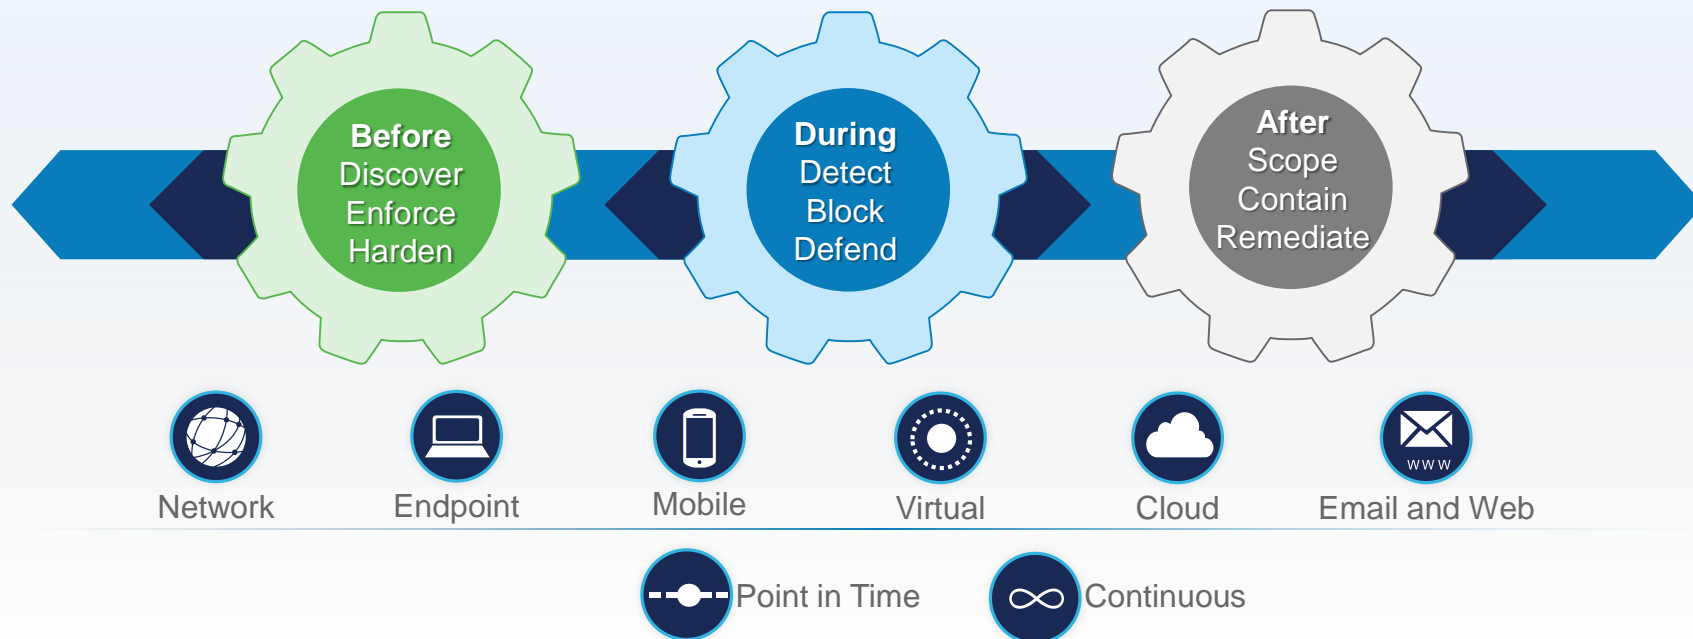 Before
Discover
Enforce
Harden
During
Detect
Block
Defend
After
Scope
Contain
Remediate
Network
Endpoint
Mobile
Virtual
Cloud
WWW
Email and Web
Point in Time
Continuous